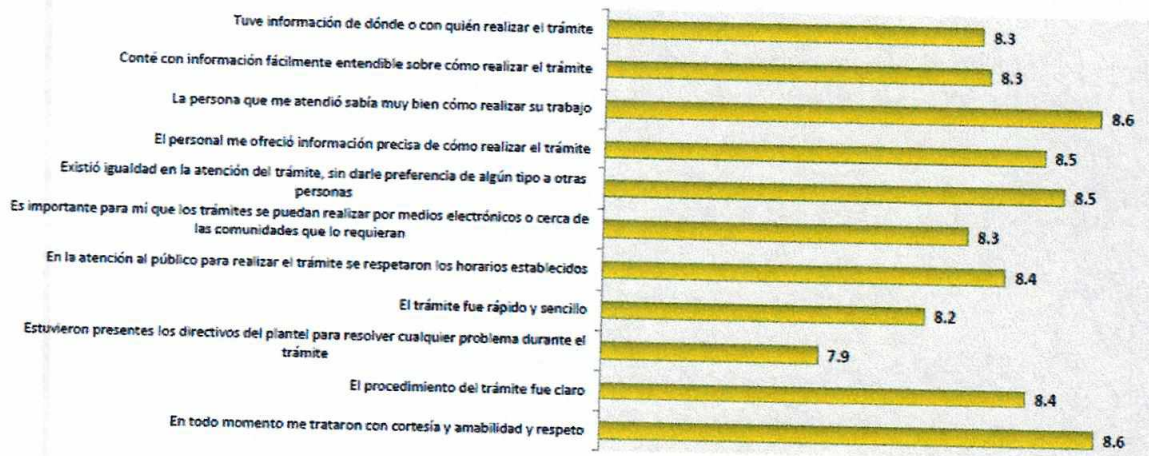 Tuve información de dónde o con quién realizar el trámite
8.3
Conté con información fácilmente entendible sobre cómo realizar el trámite
8.3
La persona que me atendió sabía muy bien cómo realizar su trabajo
8.6
El personal me ofreció información precisa de cómo realizar el trámite
8.5
Existió igualdad en la atención del trámite, sin darle preferencia de algún tipo a otras
personas
8.5
Es importante para mí que los trámites se puedan realizar por medios electrónicos o cerca de
las comunidades que lo requieran
8.3
En la atención al público para realizar el trámite se respetaron los horarios establecidos
8.4
El trámite fue rápido y sencillo
8.2
Estuvieron presentes los directivos del plantel para resolver cualquier problema durante el
trámite
7.9
El procedimiento del trámite fue claro
8.4
En todo momento me trataron con cortesía y amabilidad y respeto
8.6